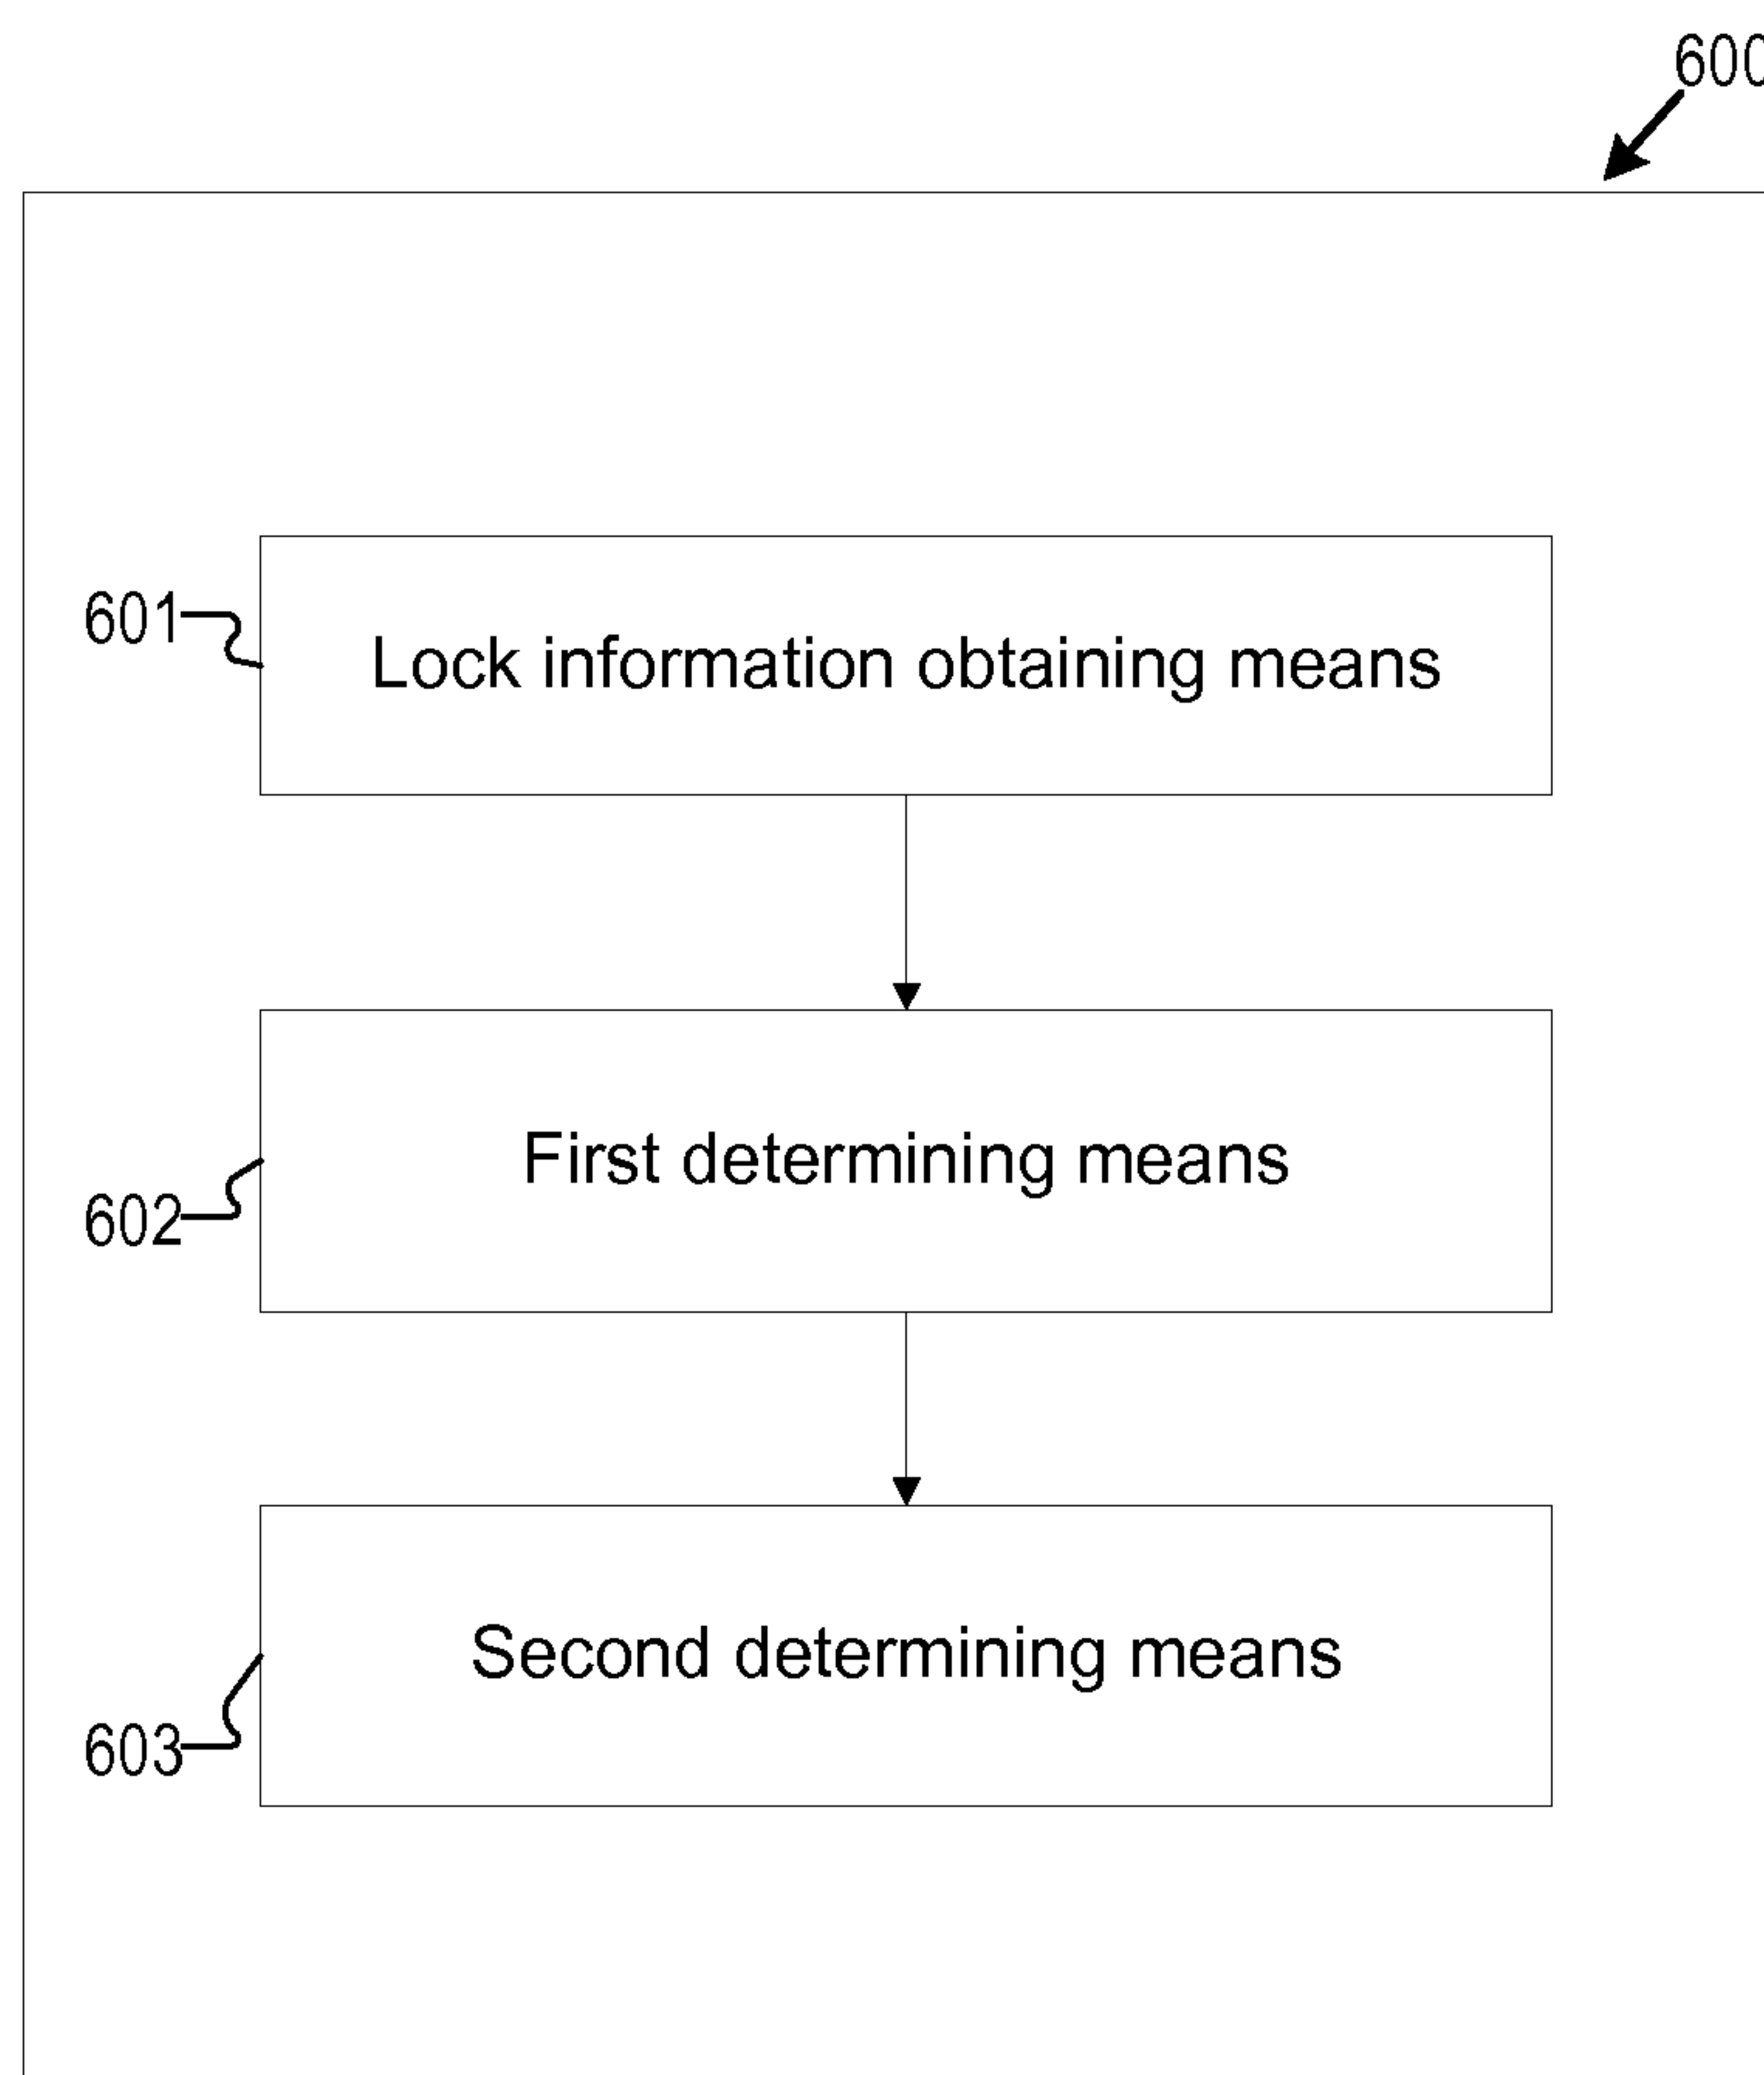 600
601
Lock information obtaining means
First determining means
602
Second determining means
603